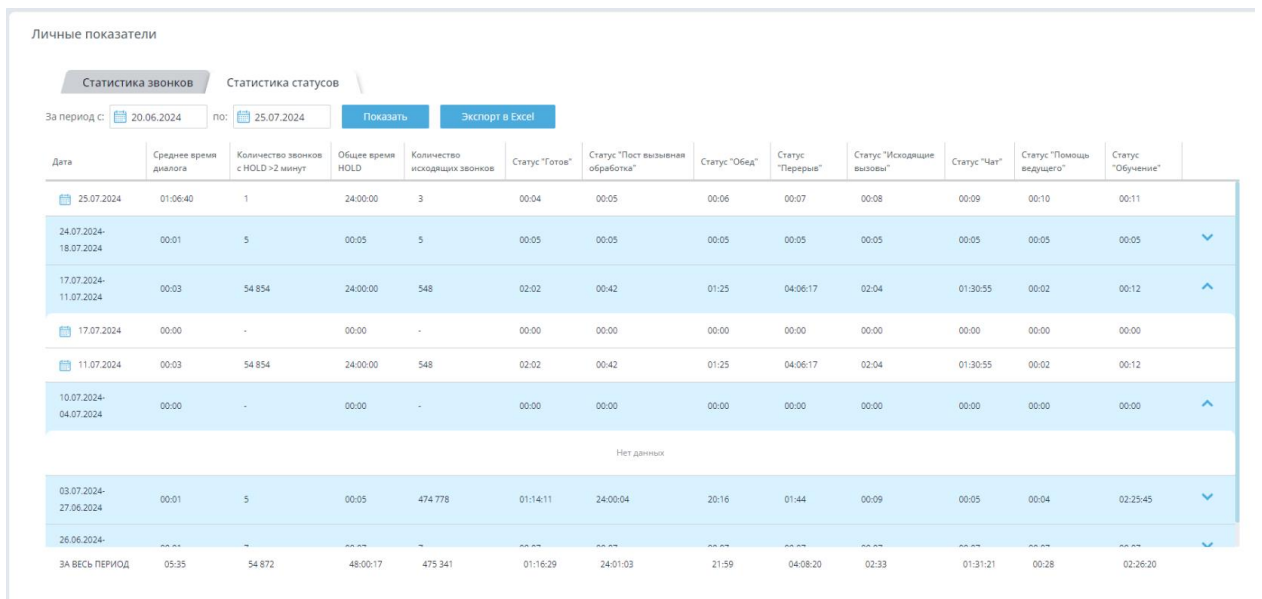 Личные показатели
Статистика звонков Статистика статусов
За период с: 20.06.2024 по: 25.07.2024 Показать Экспорт в Excel
Дата Среднее время диалога Количество звонков с HOLD >2 минут Общее время HOLD Количество исходящих звонков Статус "Готов" Статус "Пост вызывная обработка" Статус "Обед" Статус "Перерыв" Статус "Исходящие вызовы" Статус "Чат" Статус "Помощь ведущего" Статус "Обучение"
25.07.2024 01:06:40 1 24:00:00 3 00:04 00:05 00:06 00:07 00:08 00:09 00:10 00:11
24.07.2024-18.07.2024 00:01 5 00:05 5 00:05 00:05 00:05 00:05 00:05 00:05 00:05 00:05
17.07.2024-11.07.2024 00:03 54 854 24:00:00 548 02:02 00:42 01:25 04:06:17 02:04 01:30:55 00:02 00:12
17.07.2024 00:00 - 00:00 - 00:00 00:00 00:00 00:00 00:00 00:00 00:00 00:00
11.07.2024 00:03 54 854 24:00:00 548 02:02 00:42 01:25 04:06:17 02:04 01:30:55 00:02 00:12
10.07.2024-04.07.2024 00:00 - 00:00 - 00:00 00:00 00:00 00:00 00:00 00:00 00:00 00:00
Нет данных
03.07.2024-27.06.2024 00:01 5 00:05 474 778 01:14:11 24:00:04 20:16 01:44 00:09 00:05 00:04 02:25:45
26.06.2024-
ЗА ВЕСЬ ПЕРИОД 05:35 54 872 48:00:17 475 341 01:16:29 24:01:03 21:59 04:08:20 02:33 01:31:21 00:28 02:26:20